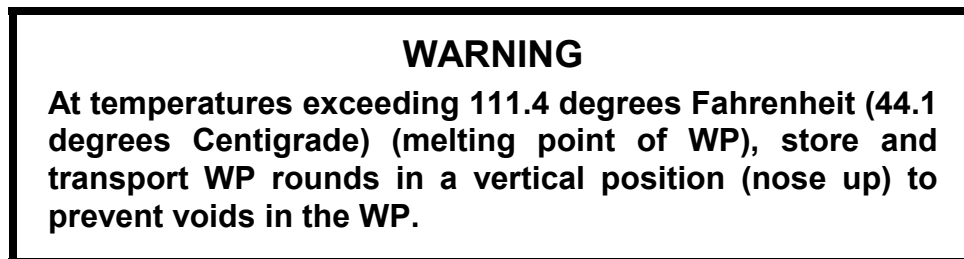 WARNING
At temperatures exceeding 111.4 degrees Fahrenheit (44.1
degrees Centigrade) (melting point of WP), store and
transport WP rounds in a vertical position (nose up) to
prevent voids in the WP.